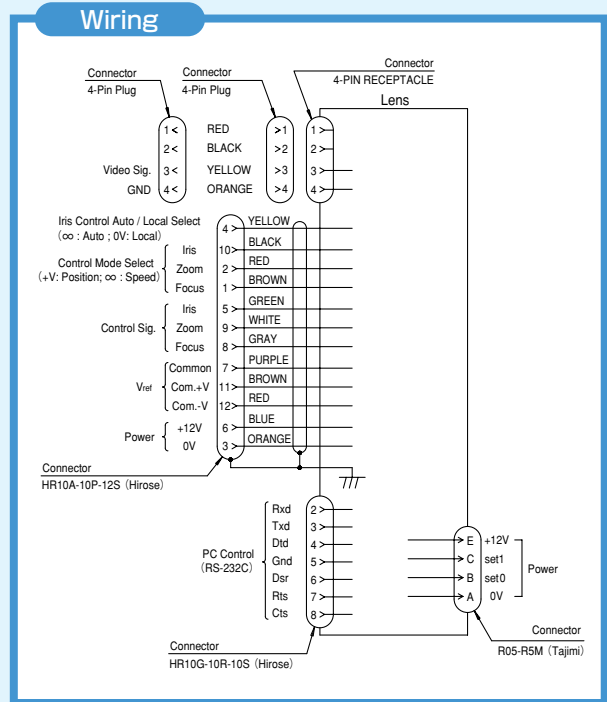 Wiring
Connector
4-Pin Plug
Connector
4-Pin Plug
Connector
4-PIN RECEPTACLE
Lens
1 RED 1 1
2 BLACK 2 2
Video Sig. 3 YELLOW 3 3
GND 4 ORANGE 4 4
Iris Control Auto / Local Select
(∞ : Auto ; 0V: Local)
4 YELLOW
Control Mode Select
(+V: Position; ∞ : Speed)
Iris 10 BLACK
Zoom 2 RED
Focus 1 BROWN
Control Sig.
Iris 5 GREEN
Zoom 9 WHITE
Focus 8 GRAY
Vref
Common 7 PURPLE
Com.+V 11 BROWN
Com.-V 12 RED
Power
+12V 6 BLUE
0V 3 ORANGE
Connector
HR10A-10P-12S (Hirose)
PC Control
(RS-232C)
Rxd 2
Txd 3
Dtd 4
Gnd 5
Dsr 6
Rts 7
Cts 8
Connector
HR10G-10R-10S (Hirose)
E +12V
C set1
B set0
A 0V
Power
Connector
R05-R5M (Tajimi)